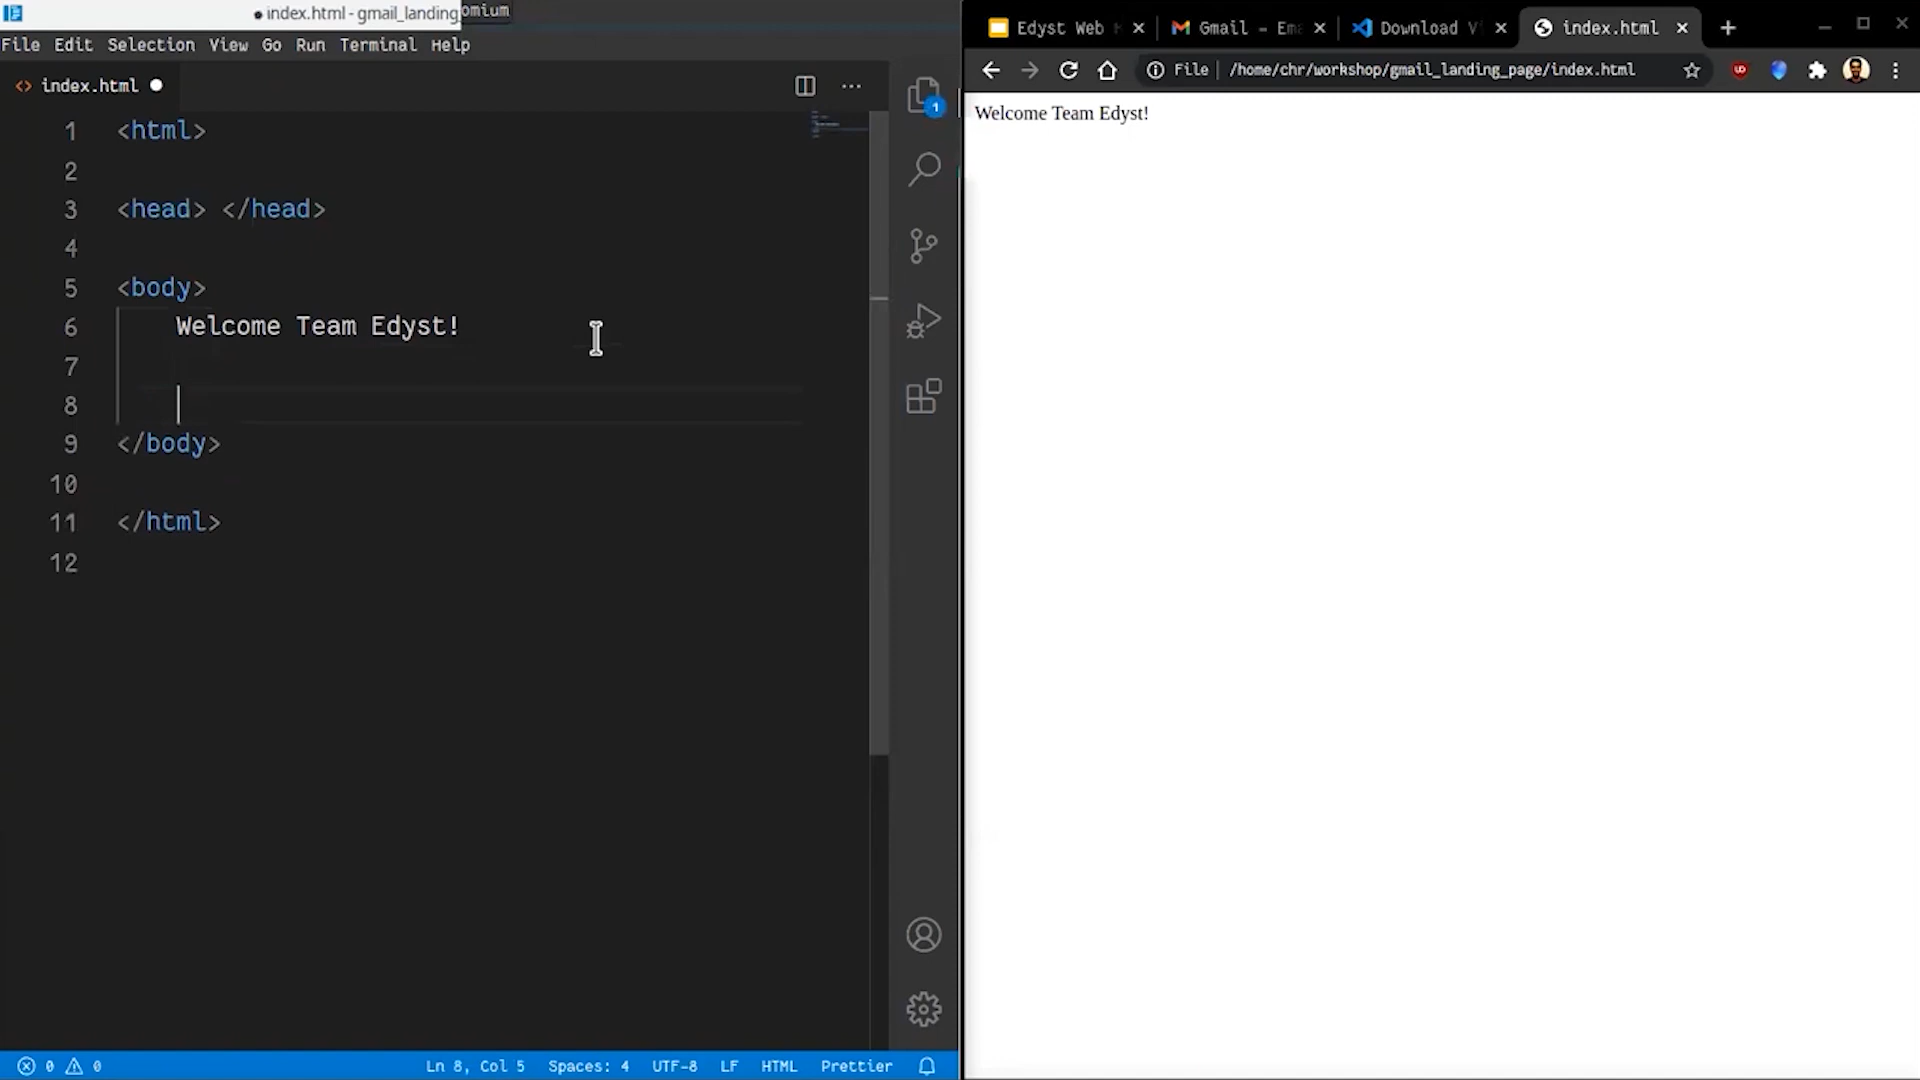 index.html - gmail_landing
omium
File Edit Selection View Go Run Terminal Help
index.html
1 <html>
2
3 <head> </head>
4
5 <body>
6 Welcome Team Edyst!
7
8
9 </body>
10
11 </html>
12
1
0 0
Ln 8, Col 5 Spaces: 4 UTF-8 LF HTML Prettier
Edyst Web
Gmail – Ema
Download V
index.html
File /home/chr/workshop/gmail_landing_page/index.html
Welcome Team Edyst!